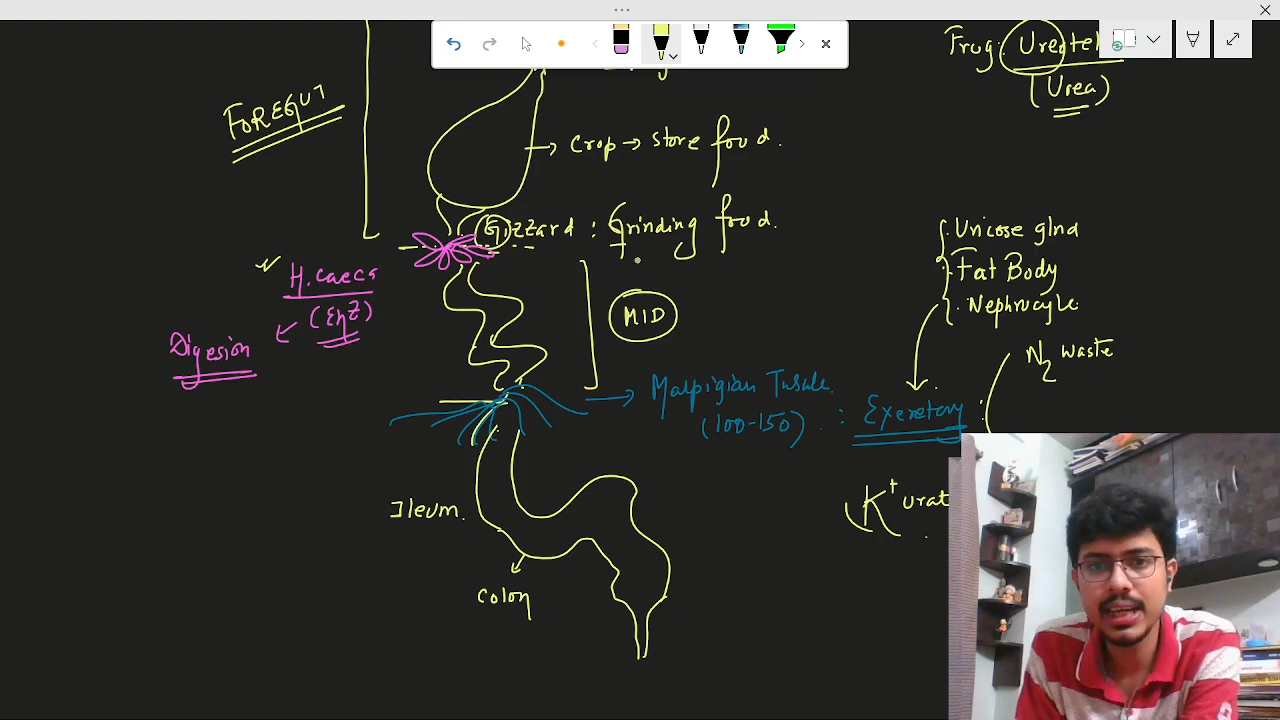 Frog: Ureotel
(Urea)
FOREGUT
Crop → store food.
Gizzard : Grinding food.
H. caeca
(EnZ)
Digesion
MID
Uricose glnd
Fat Body
Nephrocyte
N2 waste
Malpigian Tubule
(100-150) : Excretory :
K+ urat
Ileum.
Colon